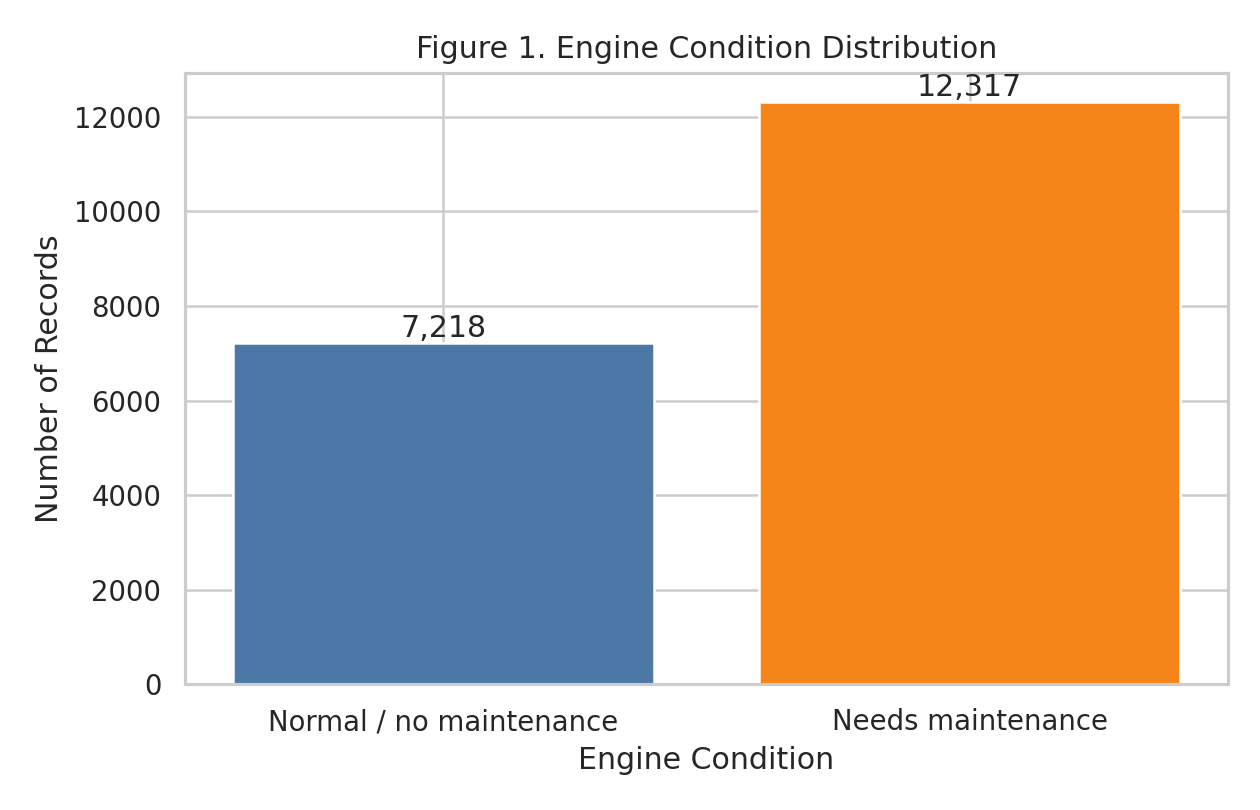 Figure 1. Engine Condition Distribution
12,317
12000
10000
8000
7,218
6000
4000
2000
0
Number of Records
Normal / no maintenance
Needs maintenance
Engine Condition